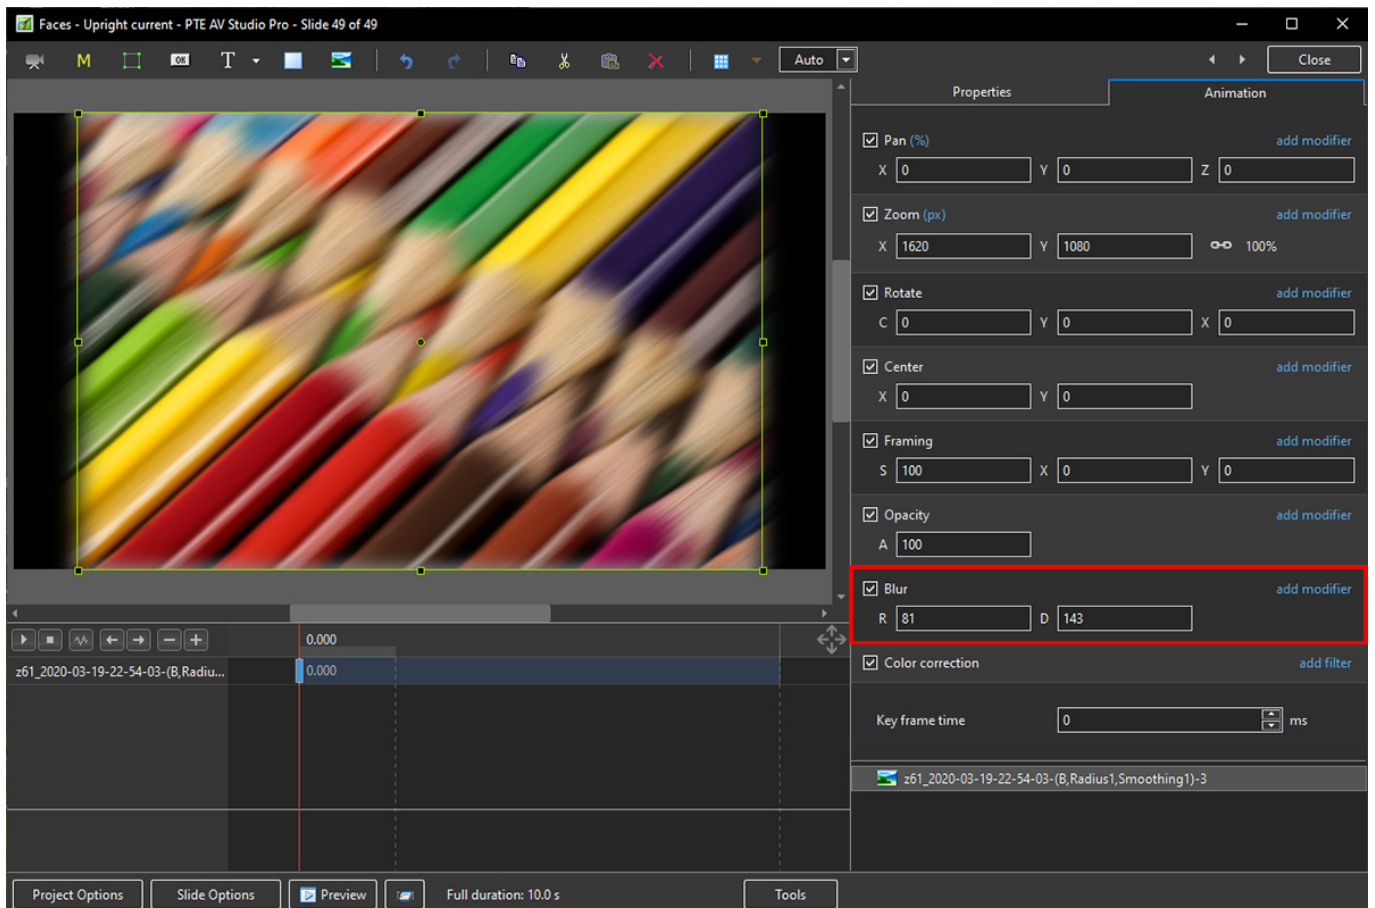 Faces - Upright current - PTE AV Studio Pro - Slide 49 of 49
M OK T Auto Close
Properties Animation
Pan (%) add modifier
X 0 Y 0 Z 0
Zoom (px) add modifier
X 1620 Y 1080 100%
Rotate add modifier
C 0 Y 0 X 0
Center add modifier
X 0 Y 0
Framing add modifier
S 100 X 0 Y 0
Opacity add modifier
A 100
Blur add modifier
R 81 D 143
Color correction add filter
Key frame time 0 ms
z61_2020-03-19-22-54-03-(B,Radius1,Smoothing1)-3
0.000
z61_2020-03-19-22-54-03-(B,Radiu... 0.000
Project Options Slide Options Preview Full duration: 10.0 s Tools